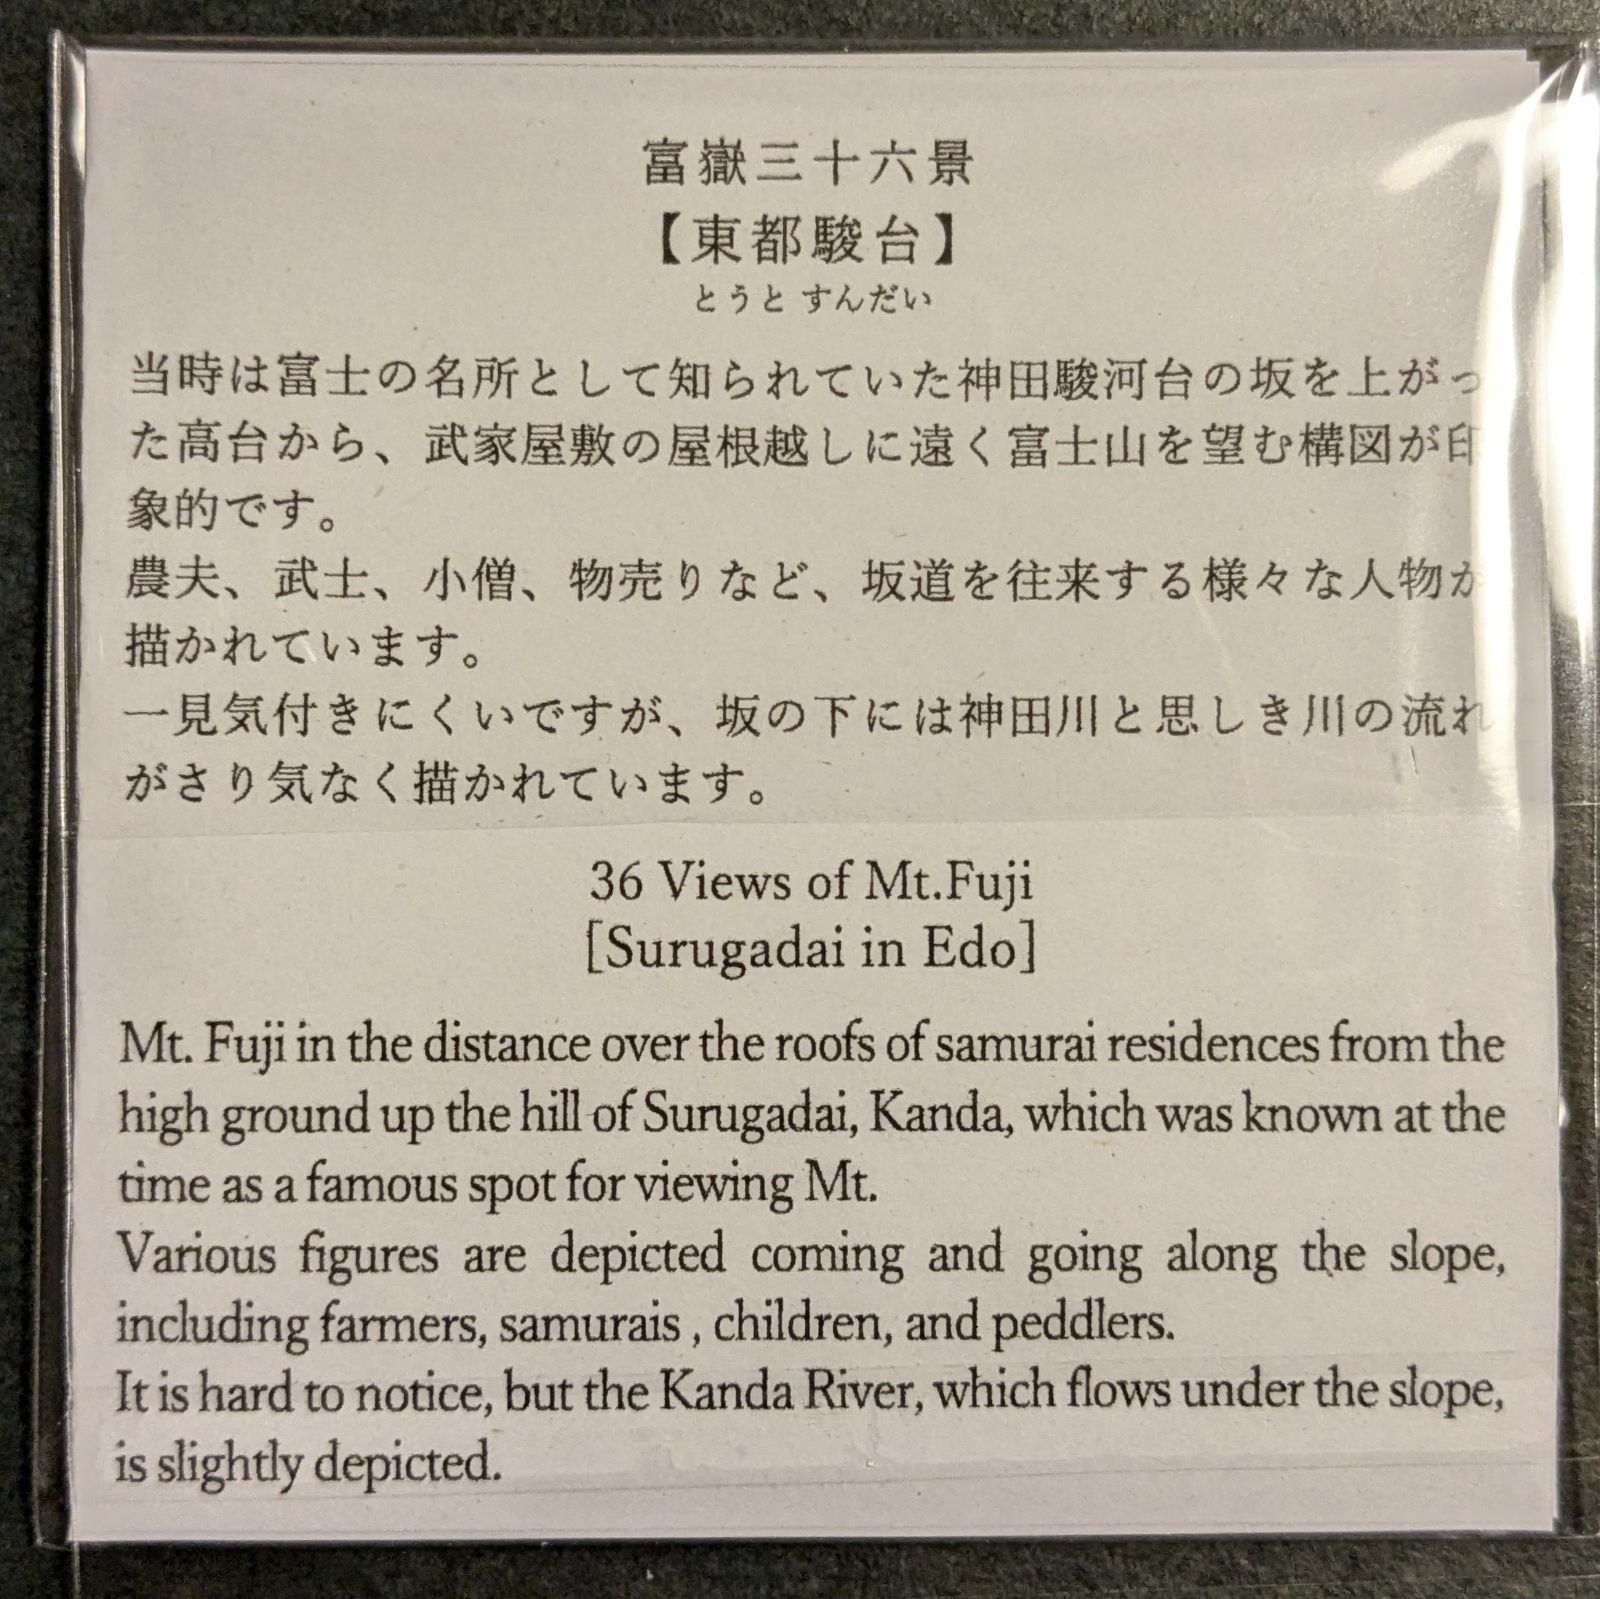 富嶽三十六景
【東都駿台】
とうと すんだい
当時は富士の名所として知られていた神田駿河台の坂を上がっ
た高台から、武家屋敷の屋根越しに遠く富士山を望む構図が印
象的です。
農夫、武士、小僧、物売りなど、坂道を往来する様々な人物が
描かれています。
一見気付きにくいですが、坂の下には神田川と思しき川の流れ
がさり気なく描かれています。
36 Views of Mt.Fuji
[Surugadai in Edo]
Mt. Fuji in the distance over the roofs of samurai residences from the
high ground up the hill of Surugadai, Kanda, which was known at the
time as a famous spot for viewing Mt.
Various figures are depicted coming and going along the slope,
including farmers, samurais , children, and peddlers.
It is hard to notice, but the Kanda River, which flows under the slope,
is slightly depicted.